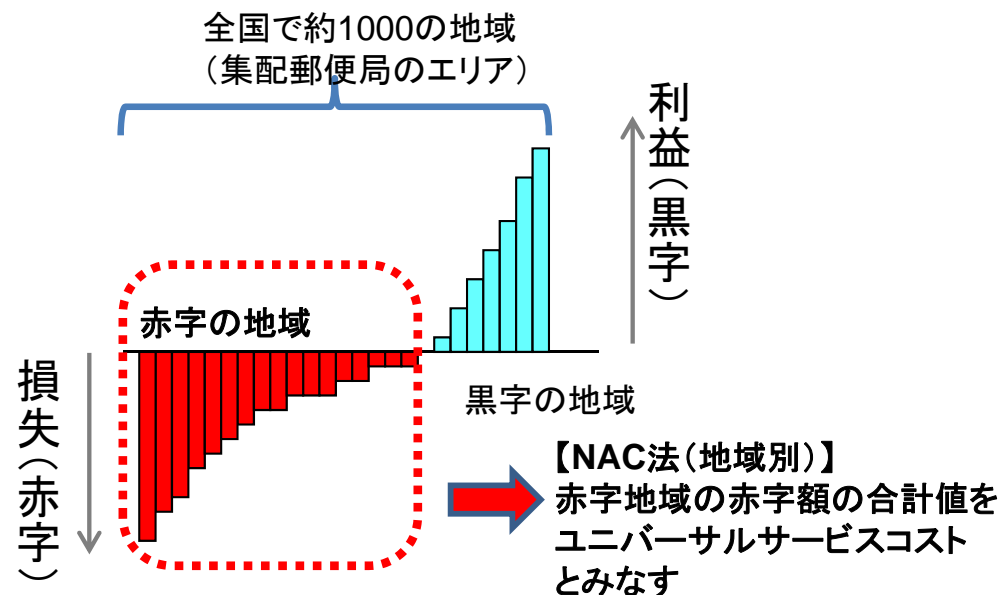 全国で約1000の地域
（集配郵便局のエリア）
利益（黒字）
赤字の地域
損失（赤字）
黒字の地域
【NAC法（地域別）】
赤字地域の赤字額の合計値を
ユニバーサルサービスコスト
とみなす